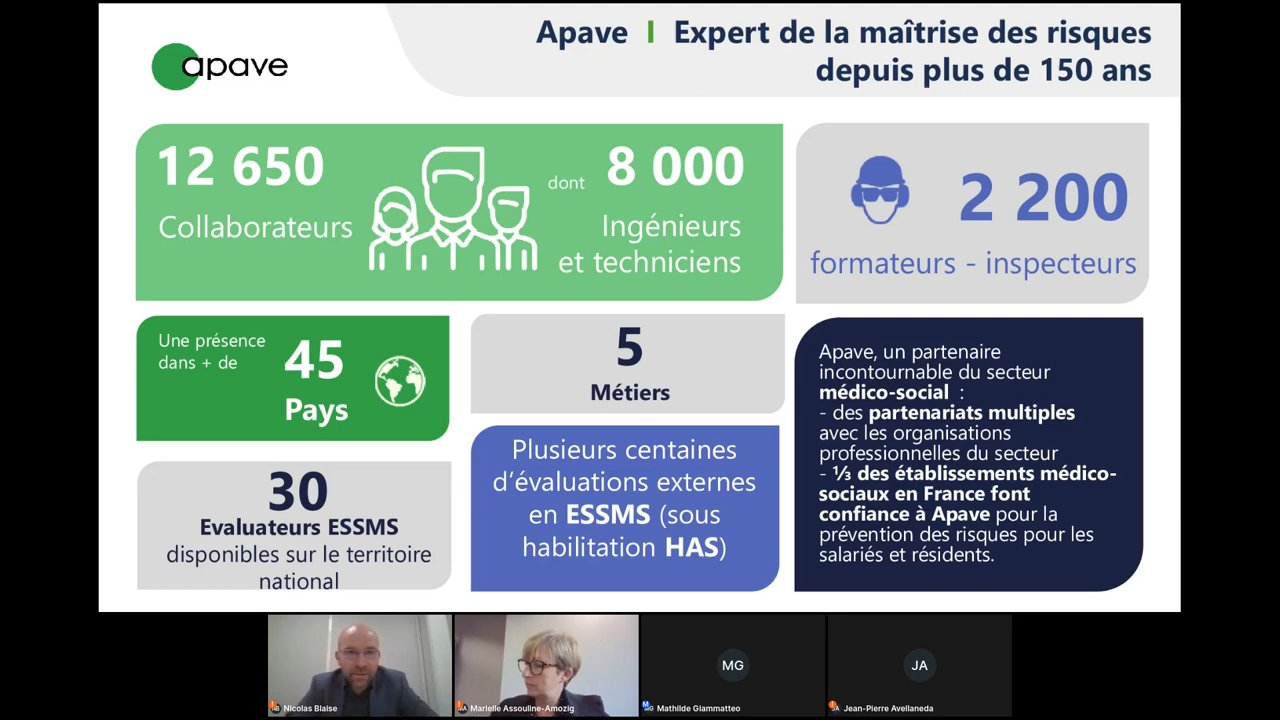 apave
Apave I Expert de la maîtrise des risques
depuis plus de 150 ans
12 650
Collaborateurs
dont 8 000
Ingénieurs
et techniciens
2 200
formateurs - inspecteurs
Une présence
dans + de
45
Pays
5
Métiers
30
Evaluateurs ESSMS
disponibles sur le territoire
national
Plusieurs centaines
d’évaluations externes
en ESSMS (sous
habilitation HAS)
Apave, un partenaire
incontournable du secteur
médico-social :
- des partenariats multiples
avec les organisations
professionnelles du secteur
- ⅓ des établissements médico-
sociaux en France font
confiance à Apave pour la
prévention des risques pour les
salariés et résidents.
MG
JA
Nicolas Blaise
Marielle Assouline-Amozig
Mathilde Giammatteo
Jean-Pierre Avellaneda